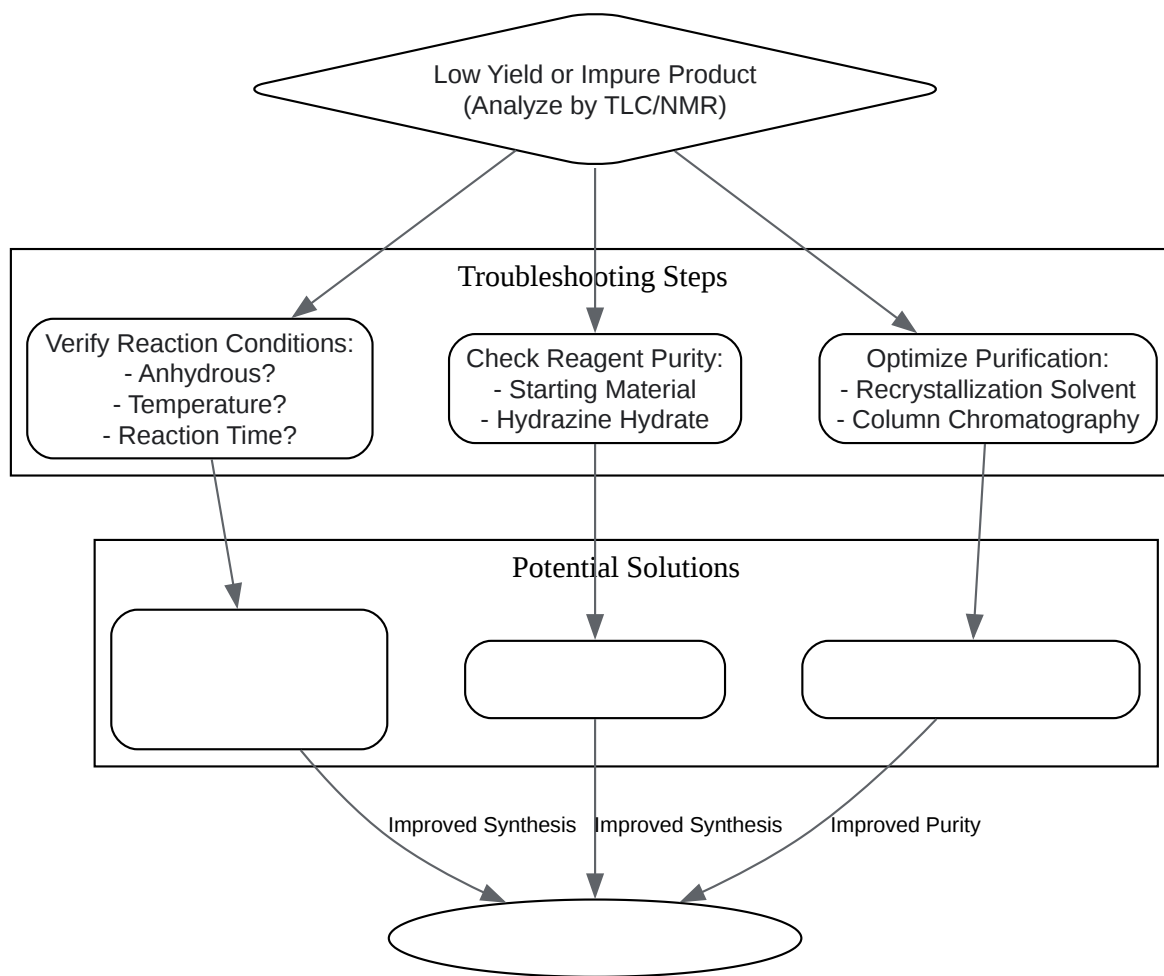 Low Yield or Impure Product
(Analyze by TLC/NMR)
Troubleshooting Steps
Verify Reaction Conditions:
- Anhydrous?
- Temperature?
- Reaction Time?
Check Reagent Purity:
- Starting Material
- Hydrazine Hydrate
Optimize Purification:
- Recrystallization Solvent
- Column Chromatography
Potential Solutions
Improved Synthesis
Improved Synthesis
Improved Purity